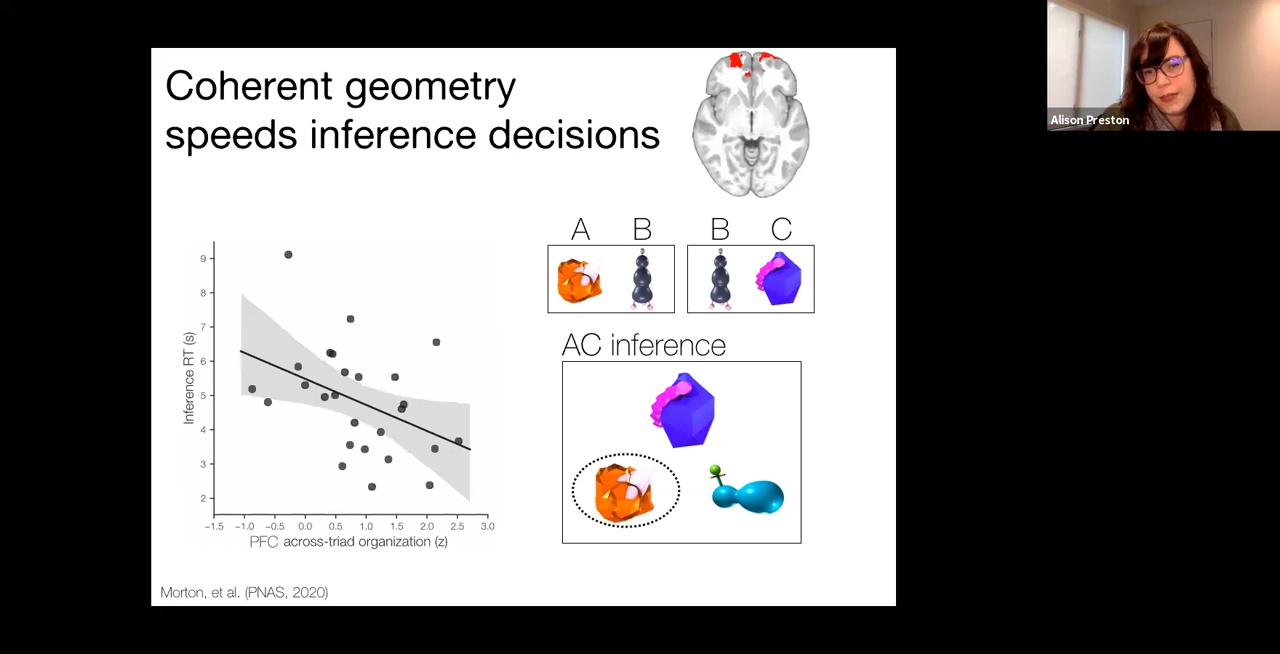 Coherent geometry
speeds inference decisions
Alison Preston
A B B C
AC inference
9
8
7
6
5
4
3
2
Inference RT (s)
−1.5 −1.0 −0.5 0.0 0.5 1.0 1.5 2.0 2.5 3.0
PFC across-triad organization (z)
Morton, et al. (PNAS, 2020)